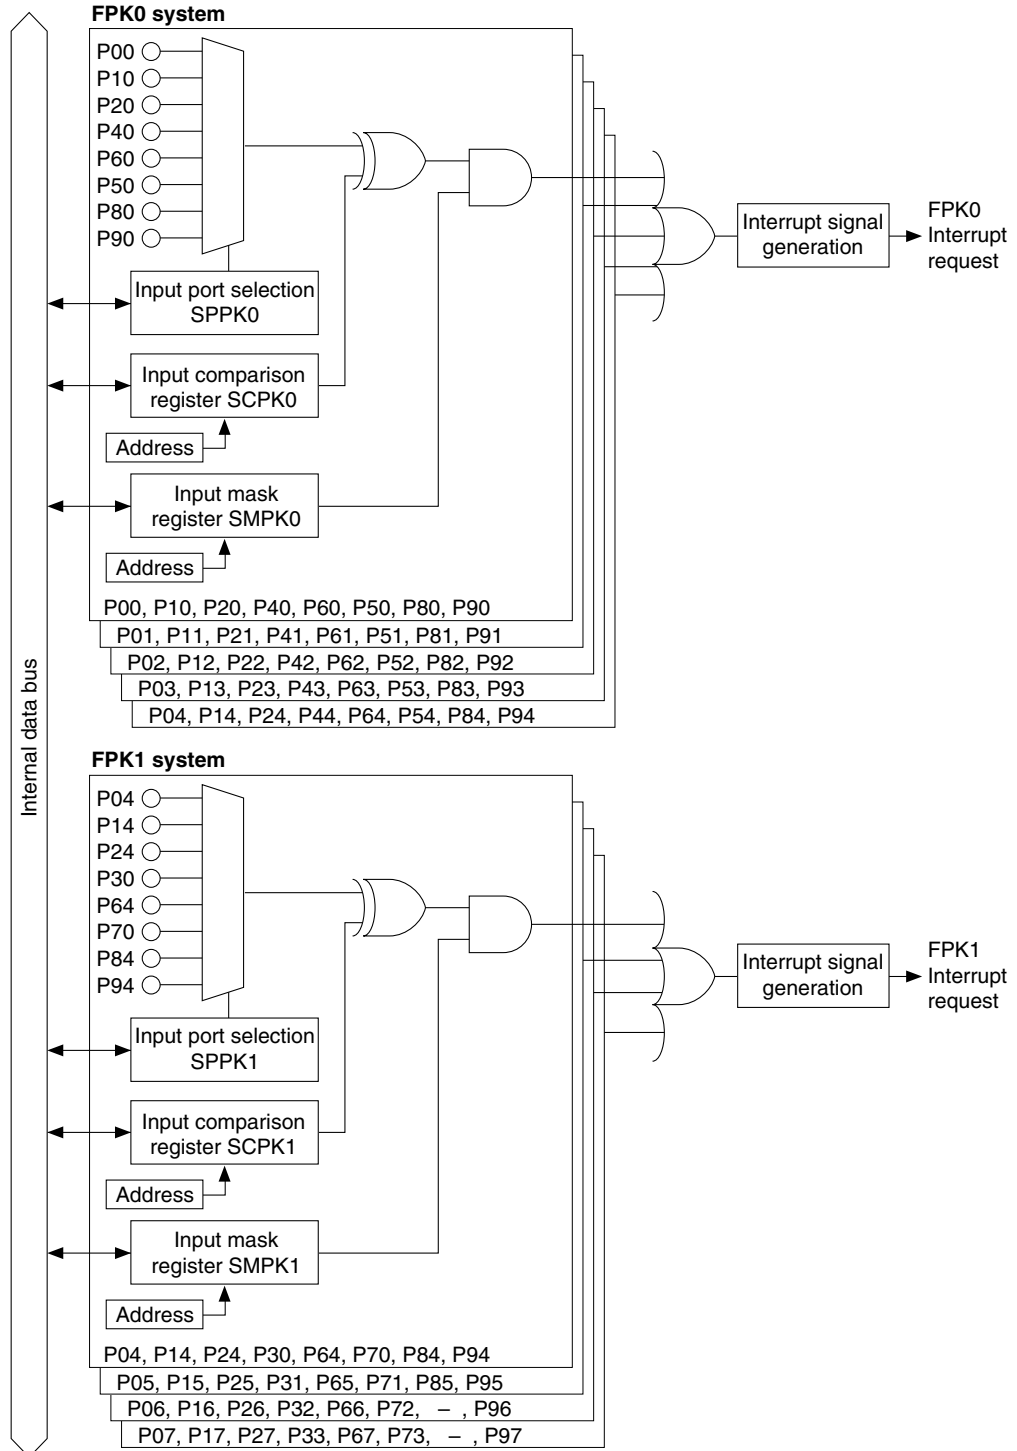 FPK0 system
P00
P10
P20
P40
P60
P50
P80
P90
Input port selection
SPPK0
Input comparison
register SCPK0
Address
Input mask
register SMPK0
Address
Interrupt signal
generation
FPK0
Interrupt
request
P00, P10, P20, P40, P60, P50, P80, P90
P01, P11, P21, P41, P61, P51, P81, P91
P02, P12, P22, P42, P62, P52, P82, P92
P03, P13, P23, P43, P63, P53, P83, P93
P04, P14, P24, P44, P64, P54, P84, P94
Internal data bus
FPK1 system
P04
P14
P24
P30
P64
P70
P84
P94
Input port selection
SPPK1
Input comparison
register SCPK1
Address
Input mask
register SMPK1
Address
Interrupt signal
generation
FPK1
Interrupt
request
P04, P14, P24, P30, P64, P70, P84, P94
P05, P15, P25, P31, P65, P71, P85, P95
P06, P16, P26, P32, P66, P72, – , P96
P07, P17, P27, P33, P67, P73, – , P97